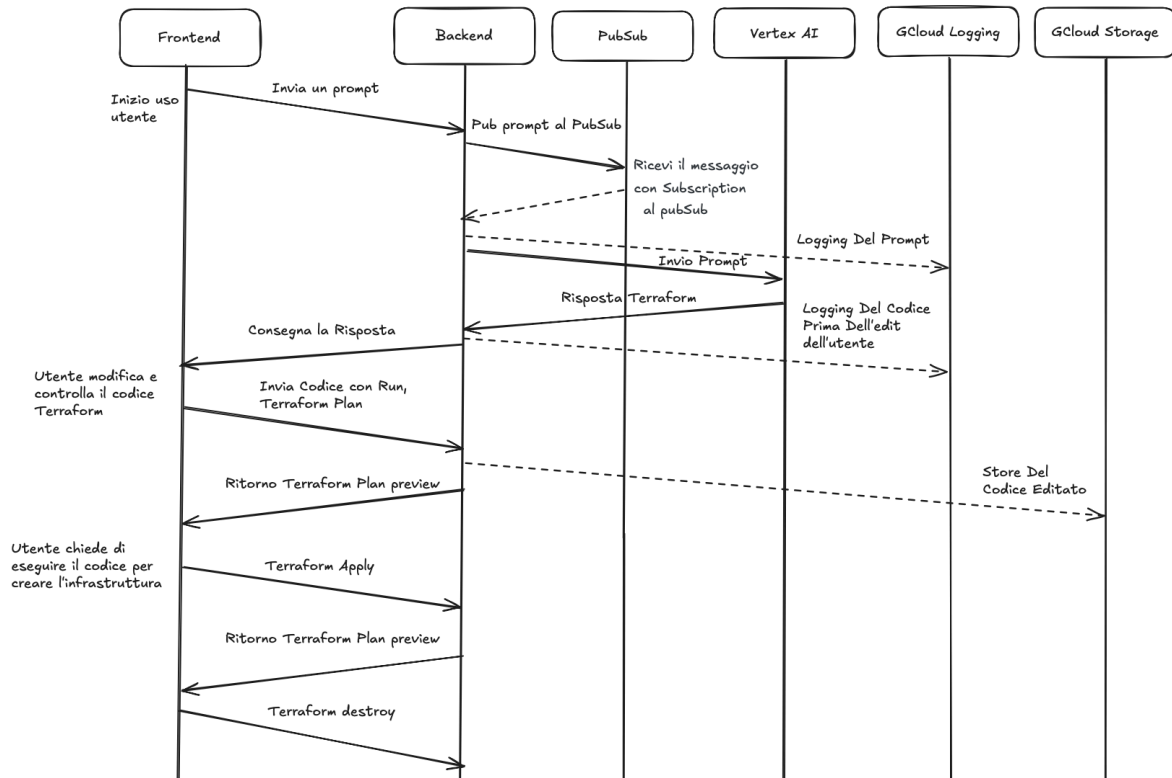 Frontend
Backend
PubSub
Vertex AI
GCloud Logging
GCloud Storage
Inizio uso
utente
Invia un prompt
Pub prompt al PubSub
Ricevi il messaggio
con Subscription
al pubSub
Logging Del Prompt
Invio Prompt
Risposta Terraform
Logging Del Codice
Prima Dell'edit
dell'utente
Consegna la Risposta
Utente modifica e
controlla il codice
Terraform
Invia Codice con Run,
Terraform Plan
Store Del
Codice Editato
Ritorno Terraform Plan preview
Utente chiede di
eseguire il codice per
creare l'infrastruttura
Terraform Apply
Ritorno Terraform Plan preview
Terraform destroy